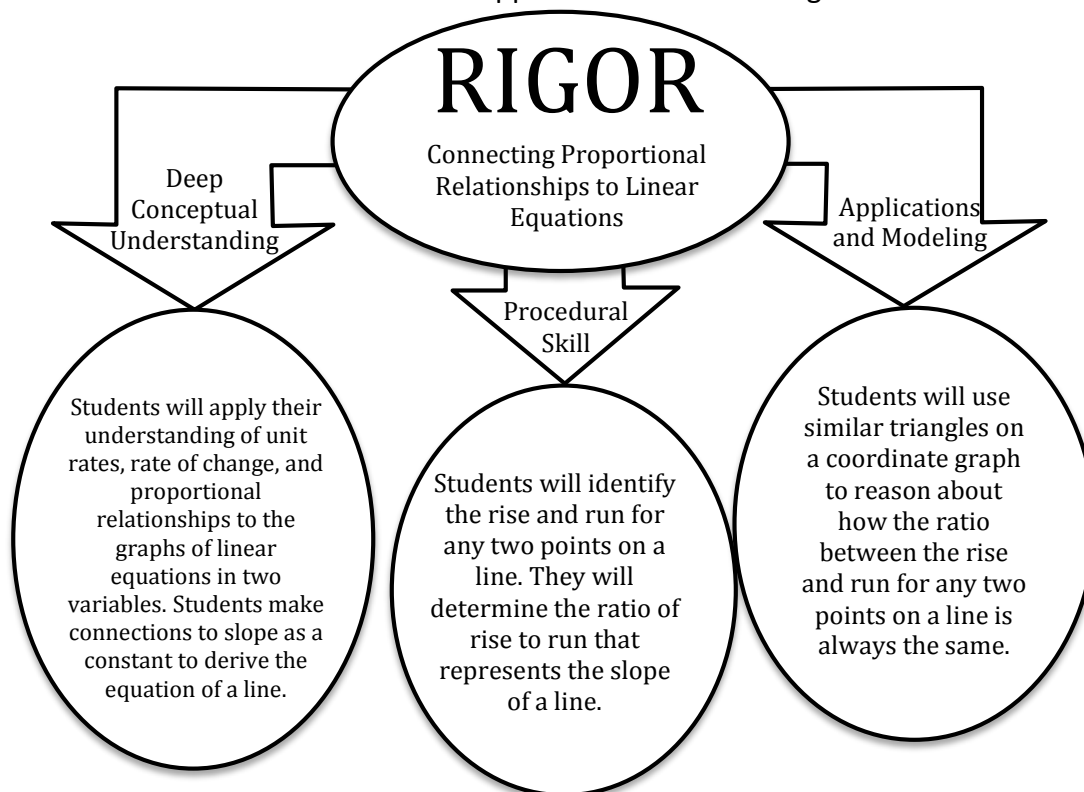 RIGOR
Connecting Proportional
Relationships to Linear
Equations
Deep
Conceptual
Understanding
Procedural
Skill
Applications
and Modeling
Students will apply their
understanding of unit
rates, rate of change, and
proportional
relationships to the
graphs of linear
equations in two
variables. Students make
connections to slope as a
constant to derive the
equation of a line.
Students will identify
the rise and run for
any two points on a
line. They will
determine the ratio of
rise to run that
represents the slope
of a line.
Students will use
similar triangles on
a coordinate graph
to reason about
how the ratio
between the rise
and run for any two
points on a line is
always the same.